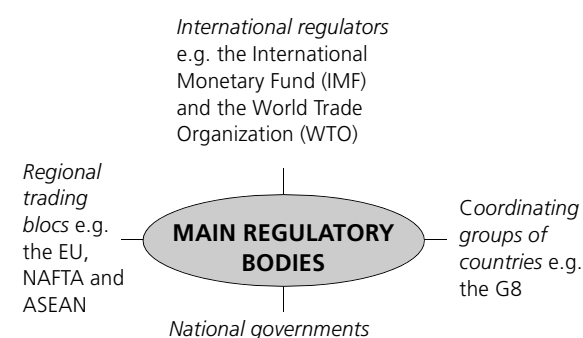 International regulators
e.g. the International
Monetary Fund (IMF)
and the World Trade
Organization (WTO)
Regional
trading
blocs e.g.
the EU,
NAFTA and
ASEAN
MAIN REGULATORY
BODIES
Coordinating
groups of
countries e.g.
the G8
National governments